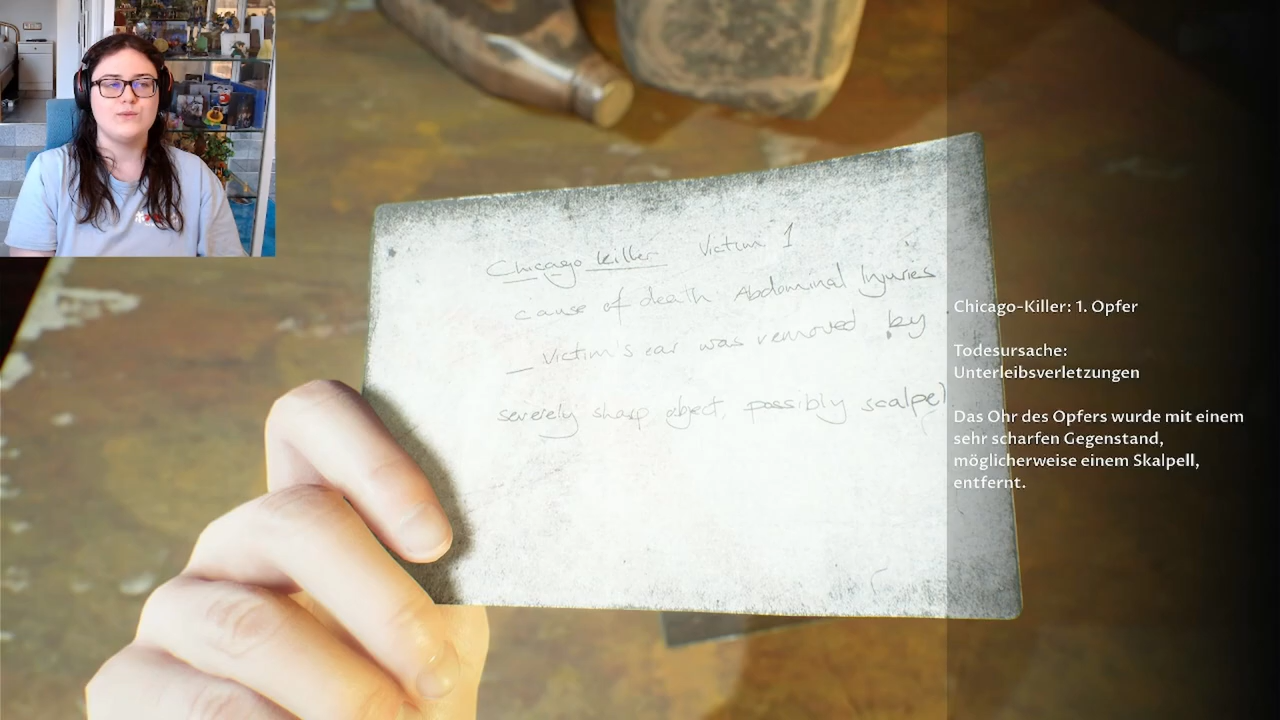 Chicago killer Victim 1
cause of death Abdominal Injuries
Victim's ear was removed by
severely sharp object, possibly scalpel
Chicago-Killer: 1. Opfer
Todesursache:
Unterleibsverletzungen
Das Ohr des Opfers wurde mit einem
sehr scharfen Gegenstand,
möglicherweise einem Skalpell,
entfernt.